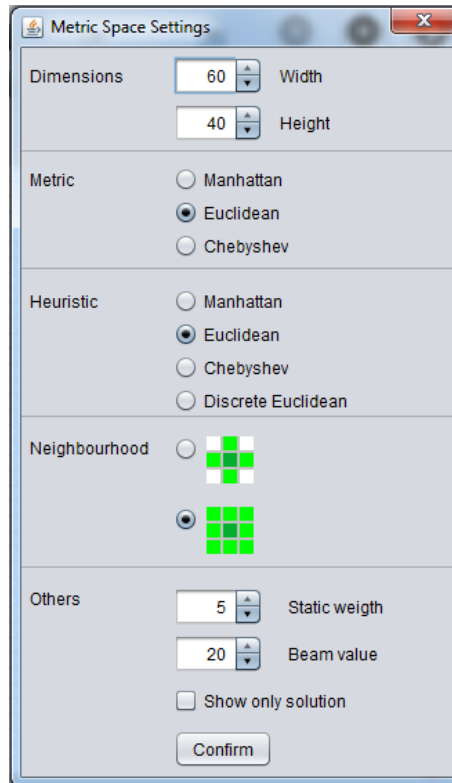 Metric Space Settings
Dimensions 60 Width
40 Height
Metric Manhattan
Euclidean
Chebyshev
Heuristic Manhattan
Euclidean
Chebyshev
Discrete Euclidean
Neighbourhood
Others 5 Static weigth
20 Beam value
Show only solution
Confirm